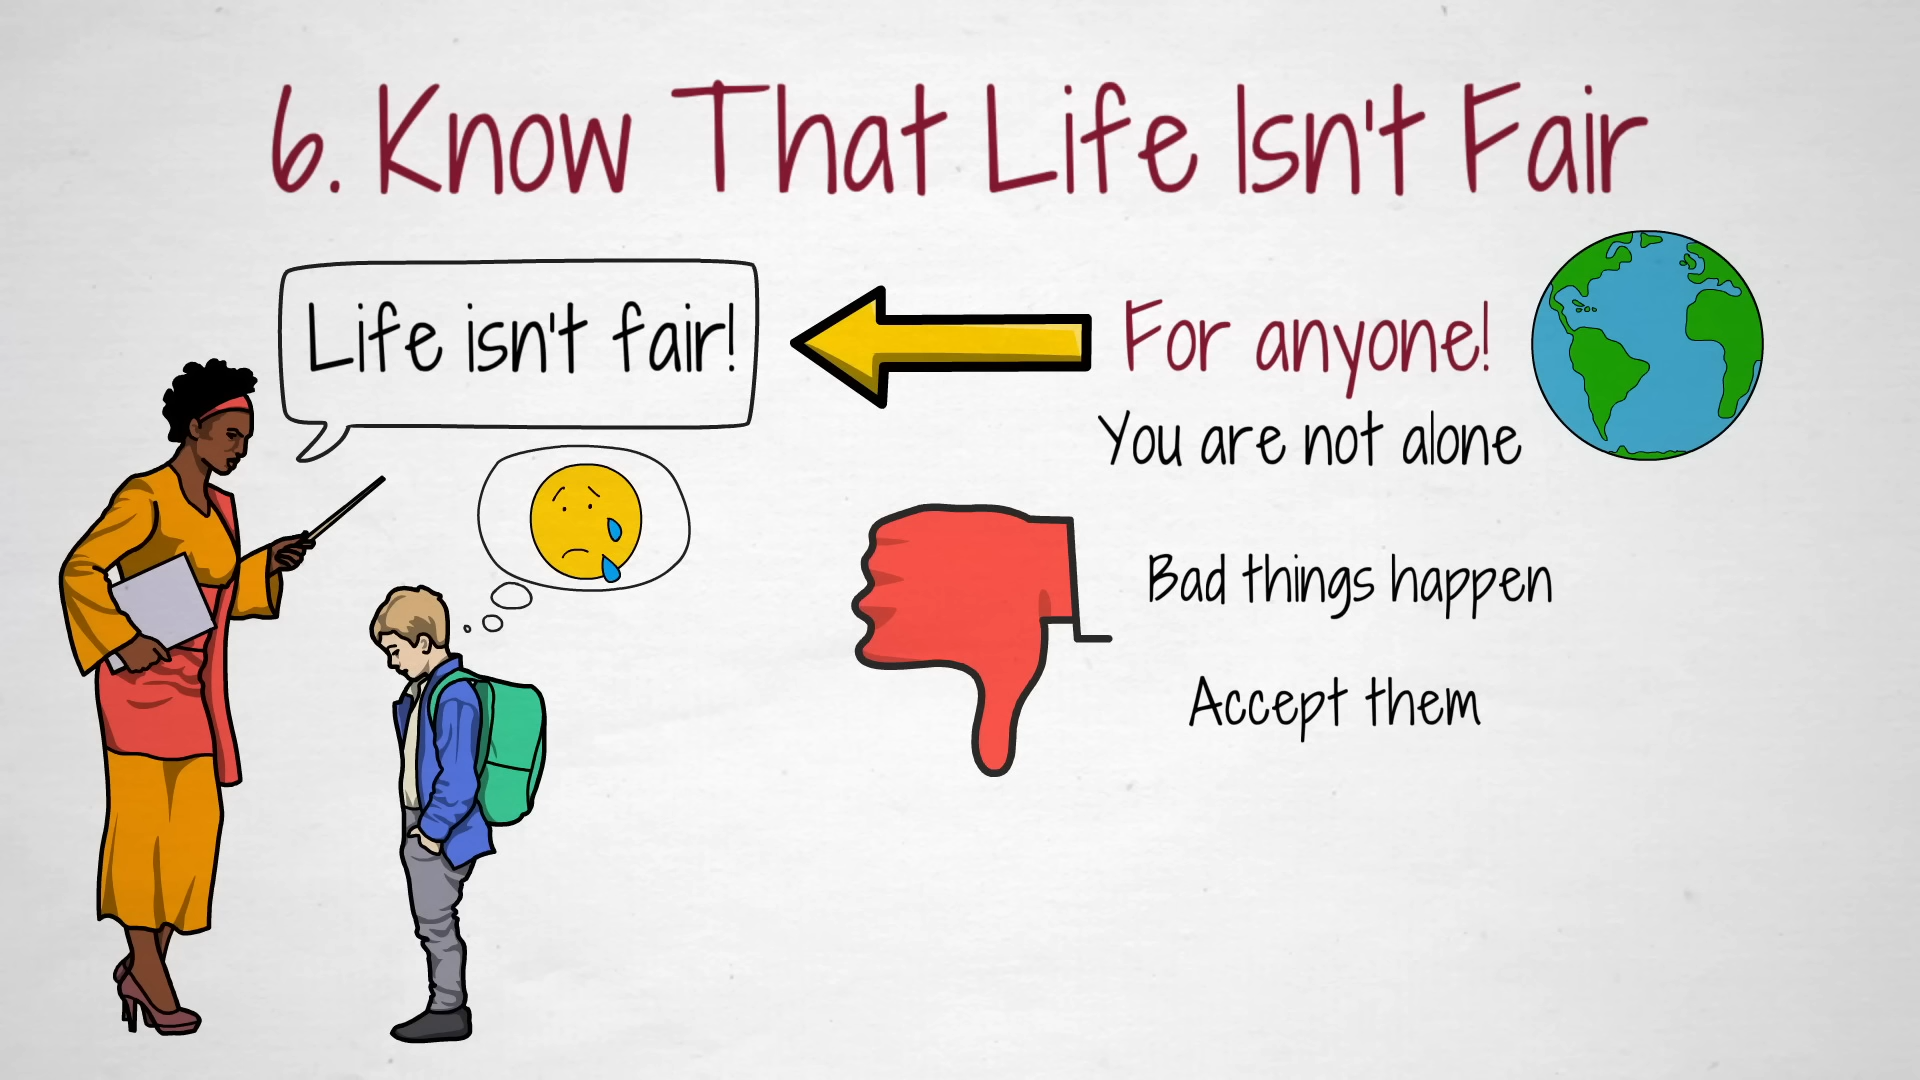 6. Know That Life Isn't Fair
Life isn't fair!
For anyone!
You are not alone
Bad things happen
Accept them